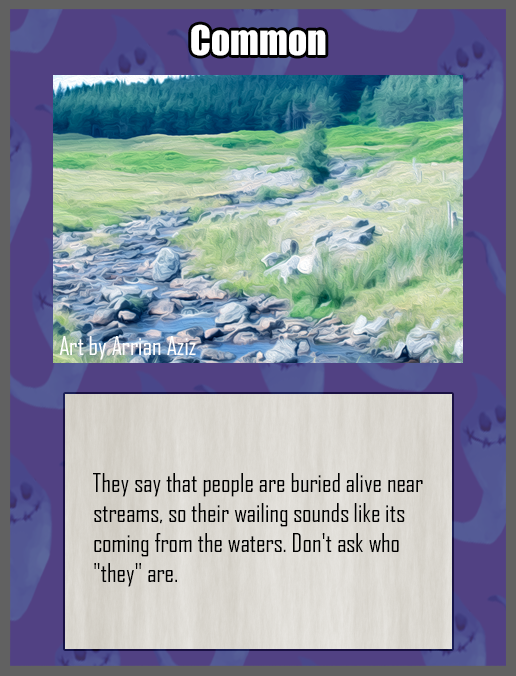 Common
Art by Arrian Aziz
They say that people are buried alive near
streams, so their wailing sounds like its
coming from the waters. Don't ask who
"they" are.